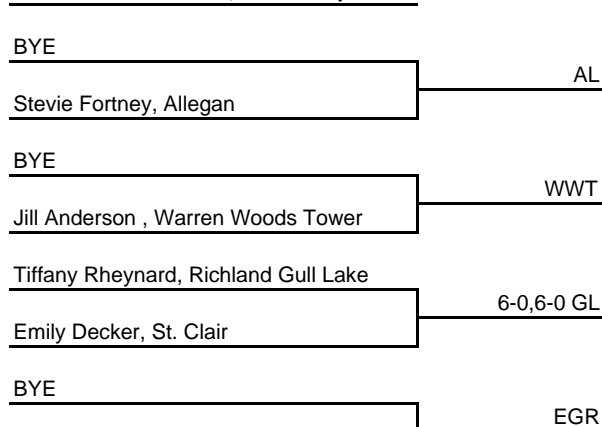 BYE
AL
Stevie Fortney, Allegan
BYE
WWT
Jill Anderson , Warren Woods Tower
Tiffany Rheynard, Richland Gull Lake
6-0,6-0 GL
Emily Decker, St. Clair
BYE
EGR